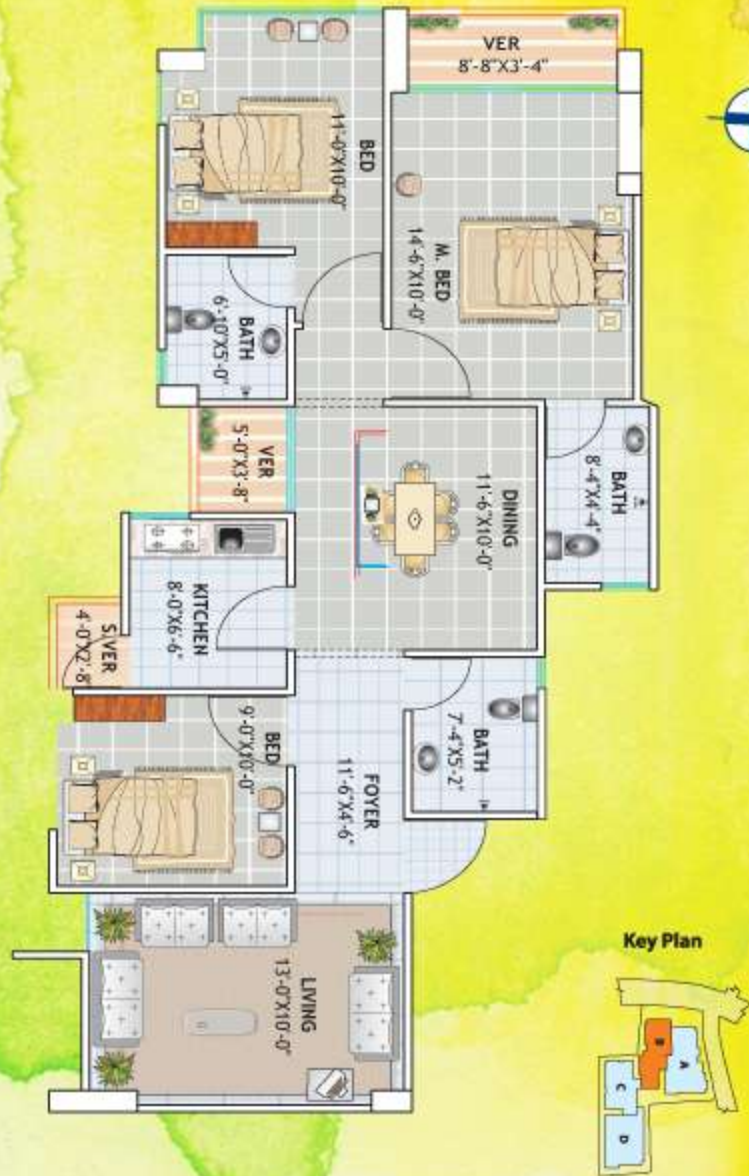 VER
8'-8"X3'-4"
BED
11'-0"X10'-0"
M. BED
14'-6"X10'-0"
BATH
6'-10"X5'-0"
BATH
8'-4"X4'-4"
VER
5'-0"X3'-8"
DINING
11'-6"X10'-0"
KITCHEN
8'-0"X6'-6"
S.VER
4'-0"X2'-8"
BED
9'-0"X10'-0"
BATH
7'-4"X5'-2"
FOYER
11'-6"X4'-6"
LIVING
13'-0"X10'-0"
Key Plan
A
B
C
D